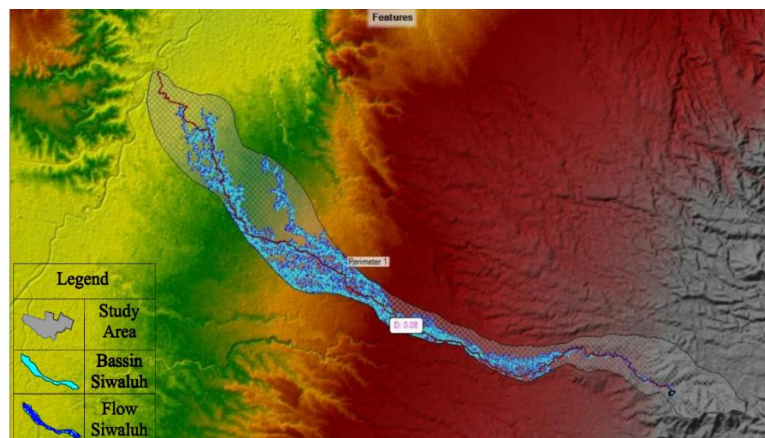 Features
Perimeter 1
D: 0.08
Legend
Study
Area
Bassin
Siwaluh
Flow
Siwaluh